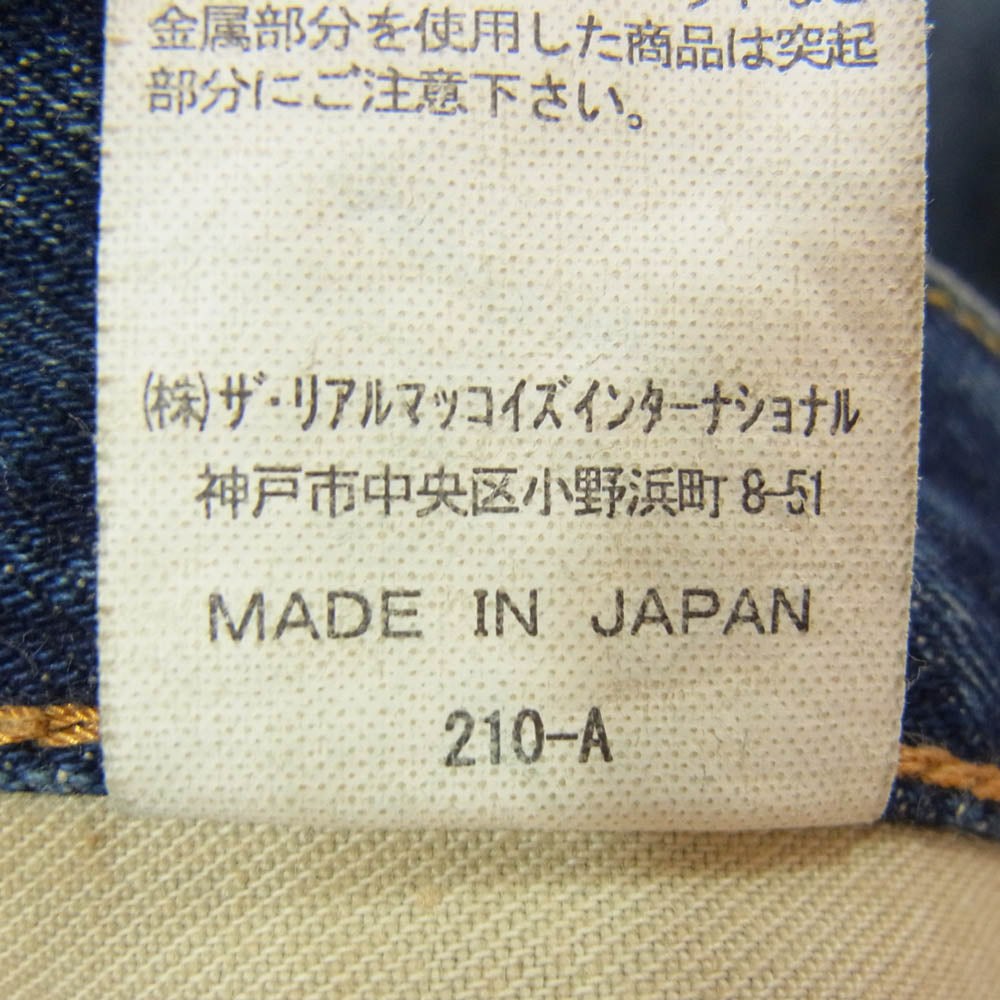 金属部分を使用した商品は突起
部分にご注意下さい。
(株)ザ・リアルマッコイズインターナショナル
神戸市中央区小野浜町8-51
MADE IN JAPAN
210-A